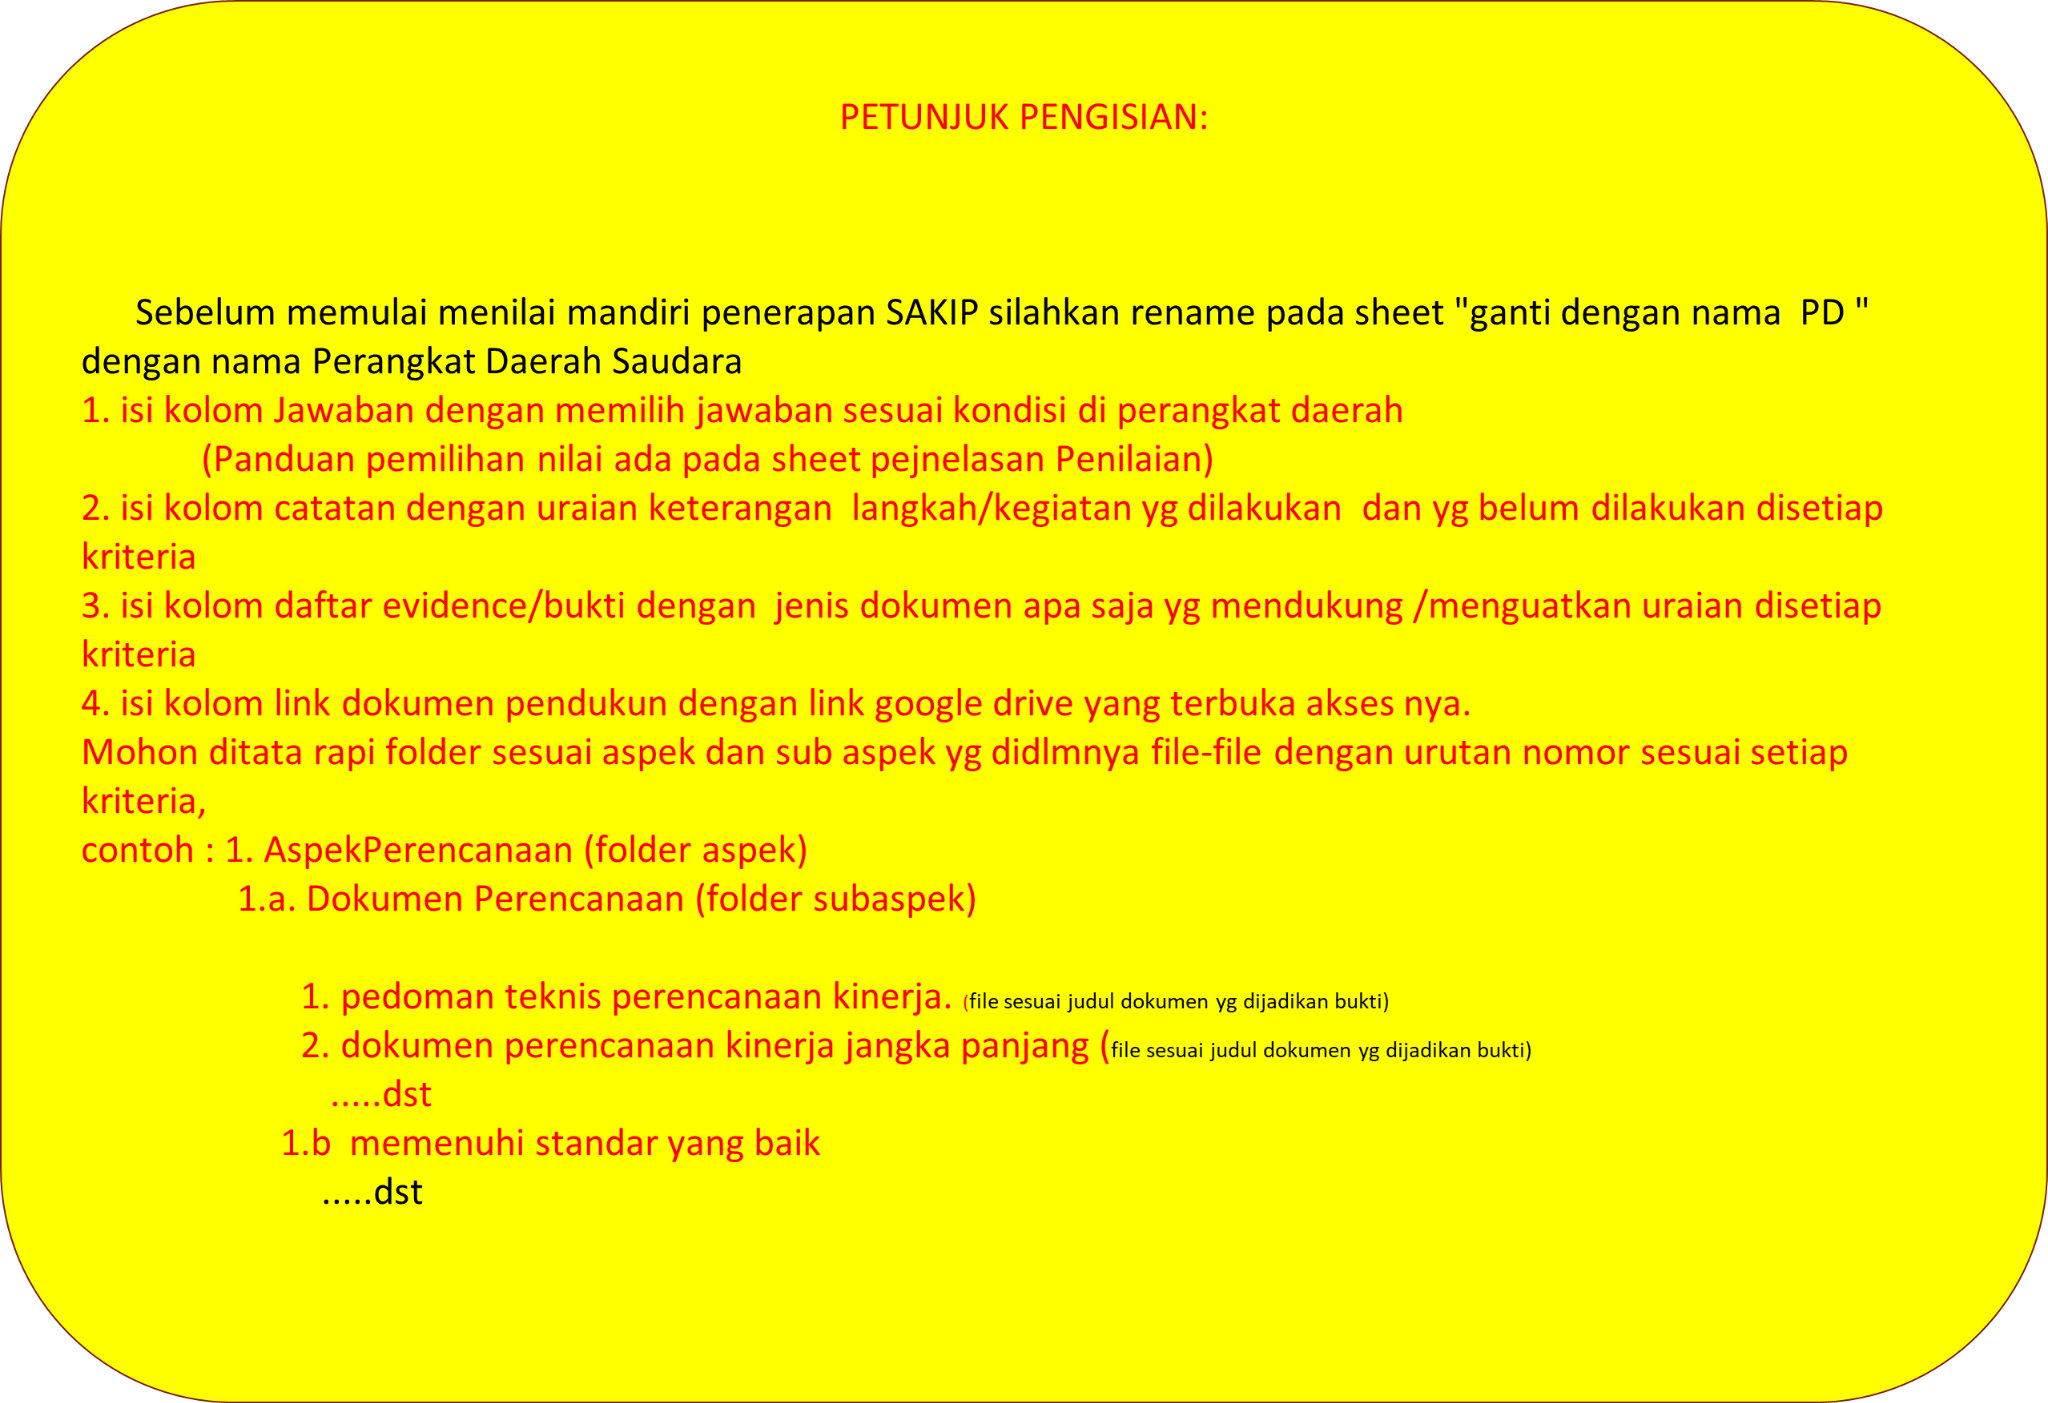 PETUNJUK PENGISIAN:
Sebelum memulai menilai mandiri penerapan SAKIP silahkan rename pada sheet "ganti dengan nama  PD "
dengan nama Perangkat Daerah Saudara
1. isi kolom Jawaban dengan memilih jawaban sesuai kondisi di perangkat daerah
(Panduan pemilihan nilai ada pada sheet pejnelasan Penilaian)
2. isi kolom catatan dengan uraian keterangan  langkah/kegiatan yg dilakukan  dan yg belum dilakukan disetiap
kriteria
3. isi kolom daftar evidence/bukti dengan  jenis dokumen apa saja yg mendukung /menguatkan uraian disetiap
kriteria
4. isi kolom link dokumen pendukun dengan link google drive yang terbuka akses nya.
Mohon ditata rapi folder sesuai aspek dan sub aspek yg didlmnya file-file dengan urutan nomor sesuai setiap
kriteria,
contoh : 1. AspekPerencanaan (folder aspek)
1.a. Dokumen Perencanaan (folder subaspek)
1. pedoman teknis perencanaan kinerja. (file sesuai judul dokumen yg dijadikan bukti)
2. dokumen perencanaan kinerja jangka panjang (file sesuai judul dokumen yg dijadikan bukti)
.....dst
1.b  memenuhi standar yang baik
.....dst